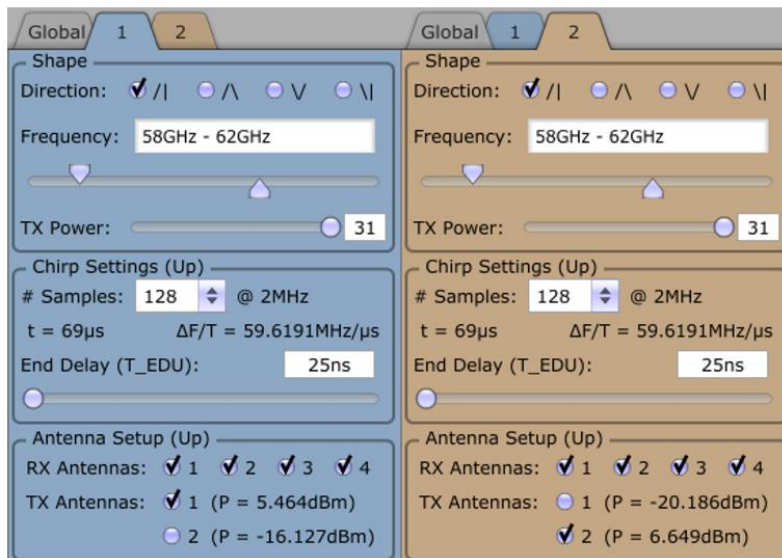 Global 1 2
Shape
Direction: /| /\ \/ \|
Frequency: 58GHz - 62GHz
TX Power: 31
Chirp Settings (Up)
# Samples: 128 @ 2MHz
t = 69µs ΔF/T = 59.6191MHz/µs
End Delay (T_EDU): 25ns
Antenna Setup (Up)
RX Antennas: 1 2 3 4
TX Antennas: 1 (P = 5.464dBm)
2 (P = -16.127dBm)
Global 1 2
Shape
Direction: /| /\ \/ \|
Frequency: 58GHz - 62GHz
TX Power: 31
Chirp Settings (Up)
# Samples: 128 @ 2MHz
t = 69µs ΔF/T = 59.6191MHz/µs
End Delay (T_EDU): 25ns
Antenna Setup (Up)
RX Antennas: 1 2 3 4
TX Antennas: 1 (P = -20.186dBm)
2 (P = 6.649dBm)